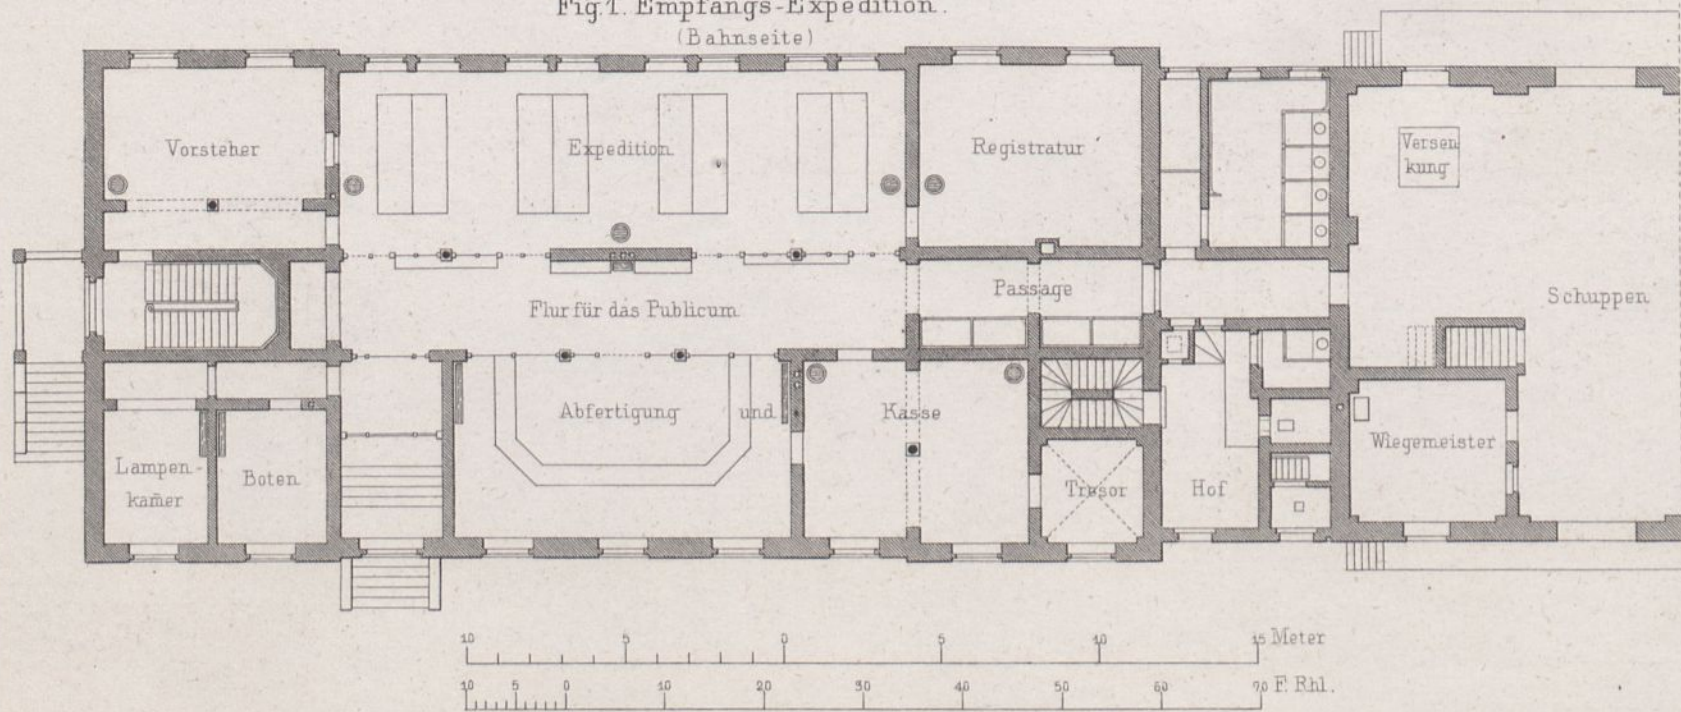 Fig.1. Empfangs-Expedition.
(Bahnseite)
Vorsteher
Expedition
Registratur
Versen
kung
Passage
Schuppen
Flur für das Publicum
Abfertigung und Kasse
Wiegemeister
Lampen-
kam̄er
Boten
Tresor
Hof
10 5 0 5 10 15 Meter
10 5 0 10 20 30 40 50 60 70 F. Rhl.